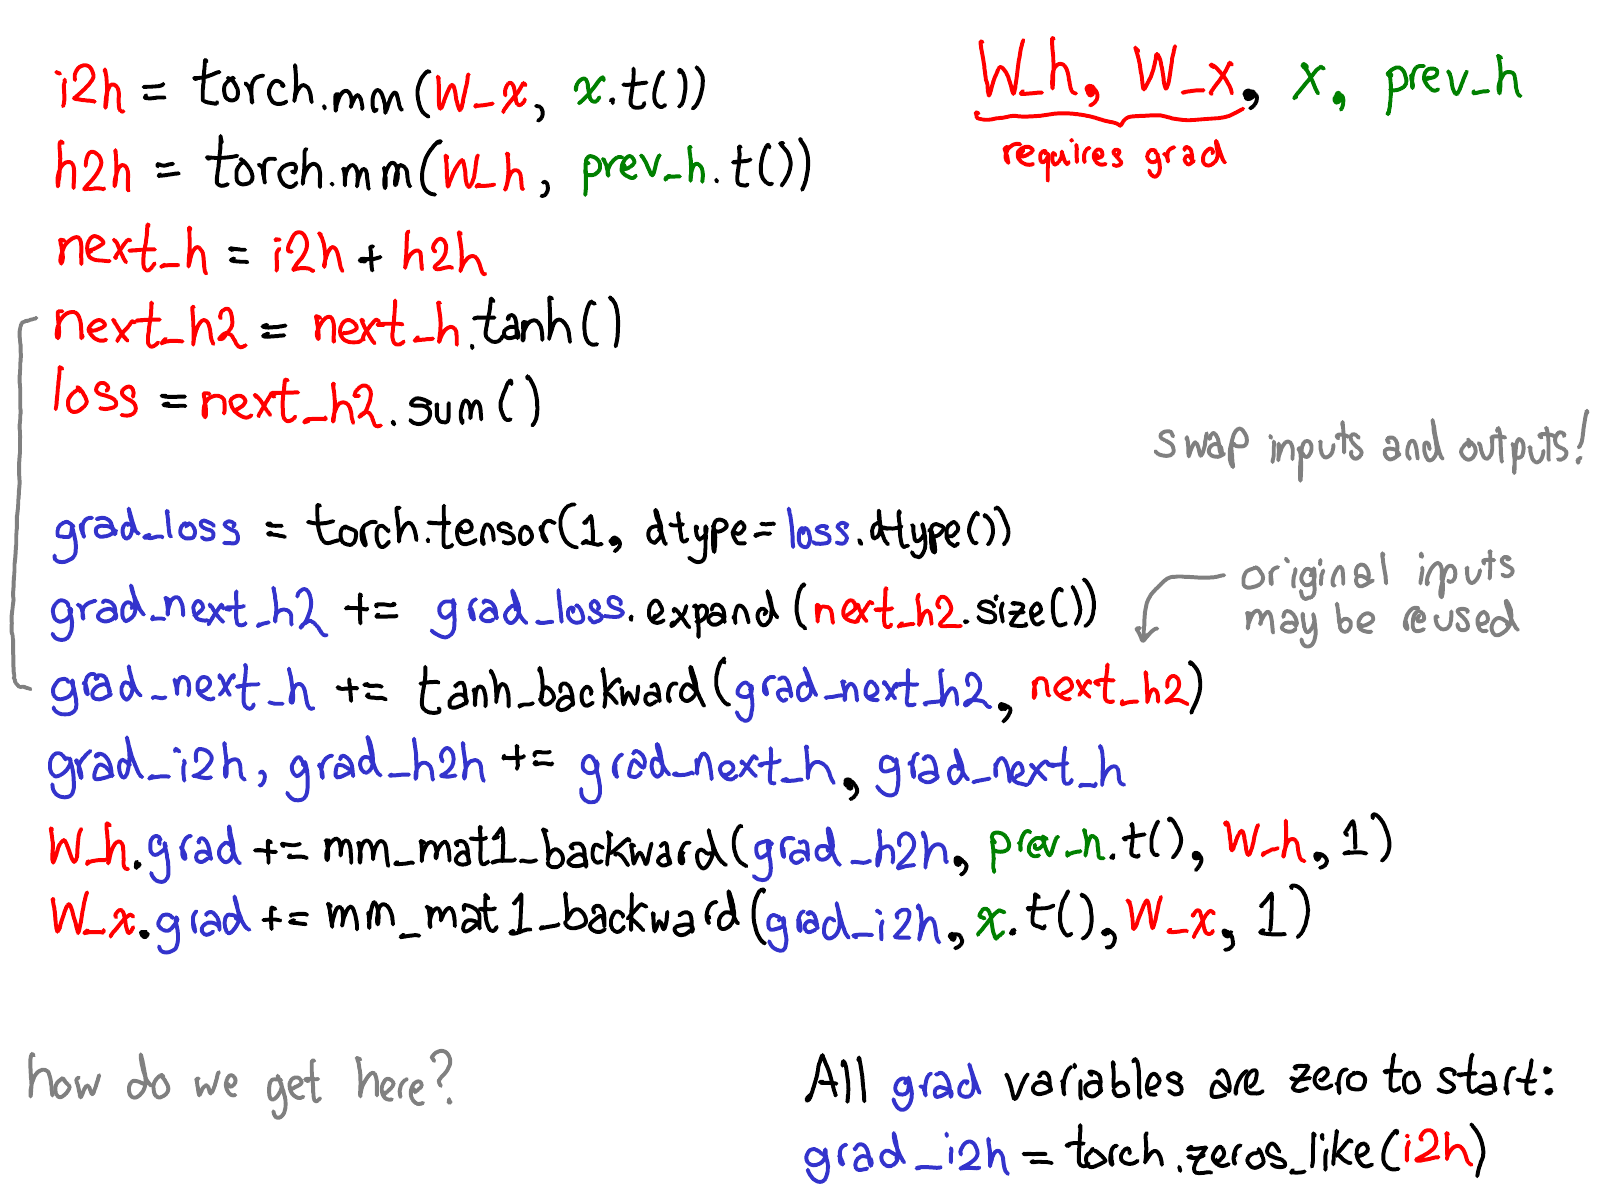 i2h = torch.mm(W_x, x.t())
W_h, W_x, x, prev_h
requires grad
h2h = torch.mm(W_h, prev_h.t())
next_h = i2h + h2h
next_h2 = next_h.tanh()
loss = next_h2.sum()
swap inputs and outputs!
grad_loss = torch.tensor(1, dtype=loss.dtype())
original inputs
may be reused
grad_next_h2 += grad_loss.expand(next_h2.size())
grad_next_h += tanh_backward(grad_next_h2, next_h2)
grad_i2h, grad_h2h += grad_next_h, grad_next_h
W_h.grad += mm_mat1_backward(grad_h2h, prev_h.t(), W_h, 1)
W_x.grad += mm_mat1_backward(grad_i2h, x.t(), W_x, 1)
how do we get here?
All grad variables are zero to start:
grad_i2h = torch.zeros_like(i2h)